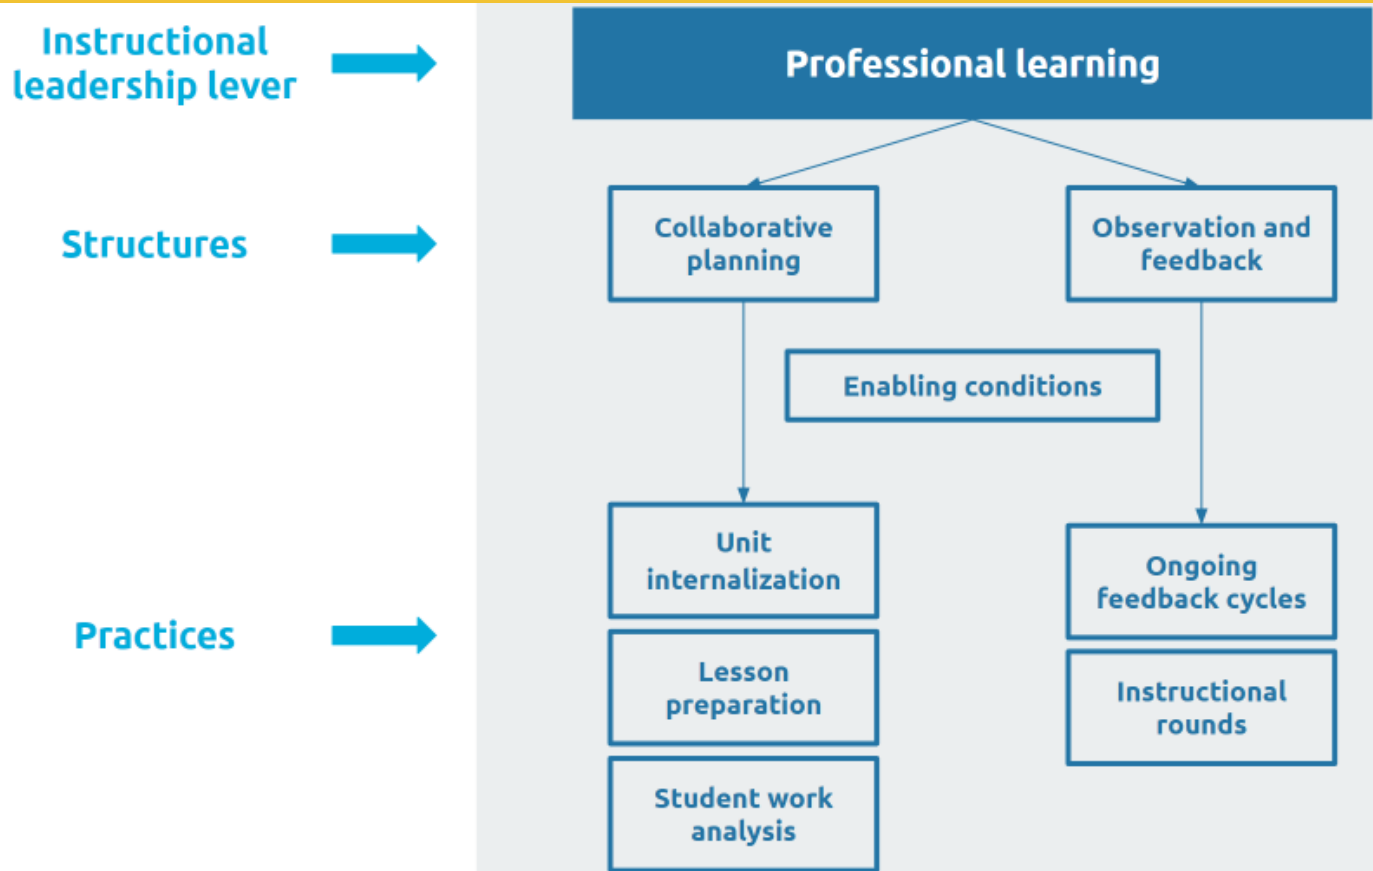 Instructional
leadership lever
Professional learning
Structures
Collaborative
planning
Observation and
feedback
Enabling conditions
Practices
Unit
internalization
Lesson
preparation
Student work
analysis
Ongoing
feedback cycles
Instructional
rounds